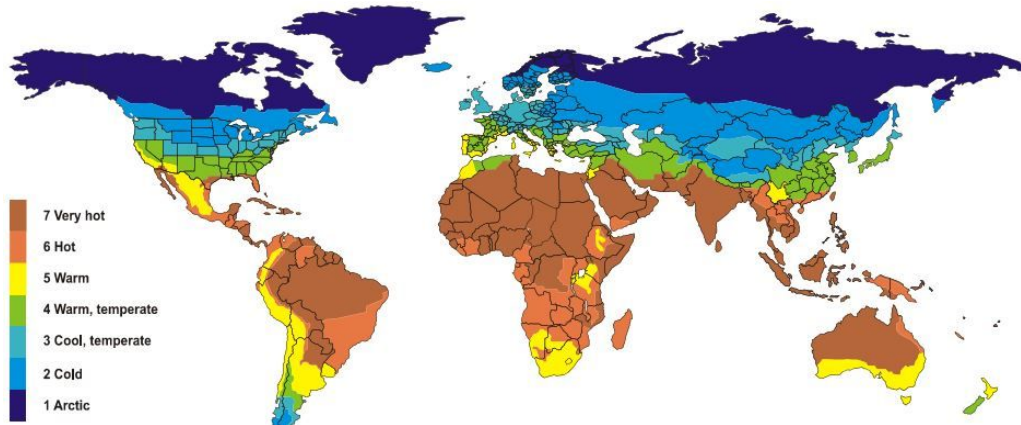 7 Very hot
6 Hot
5 Warm
4 Warm, temperate
3 Cool, temperate
2 Cold
1 Arctic